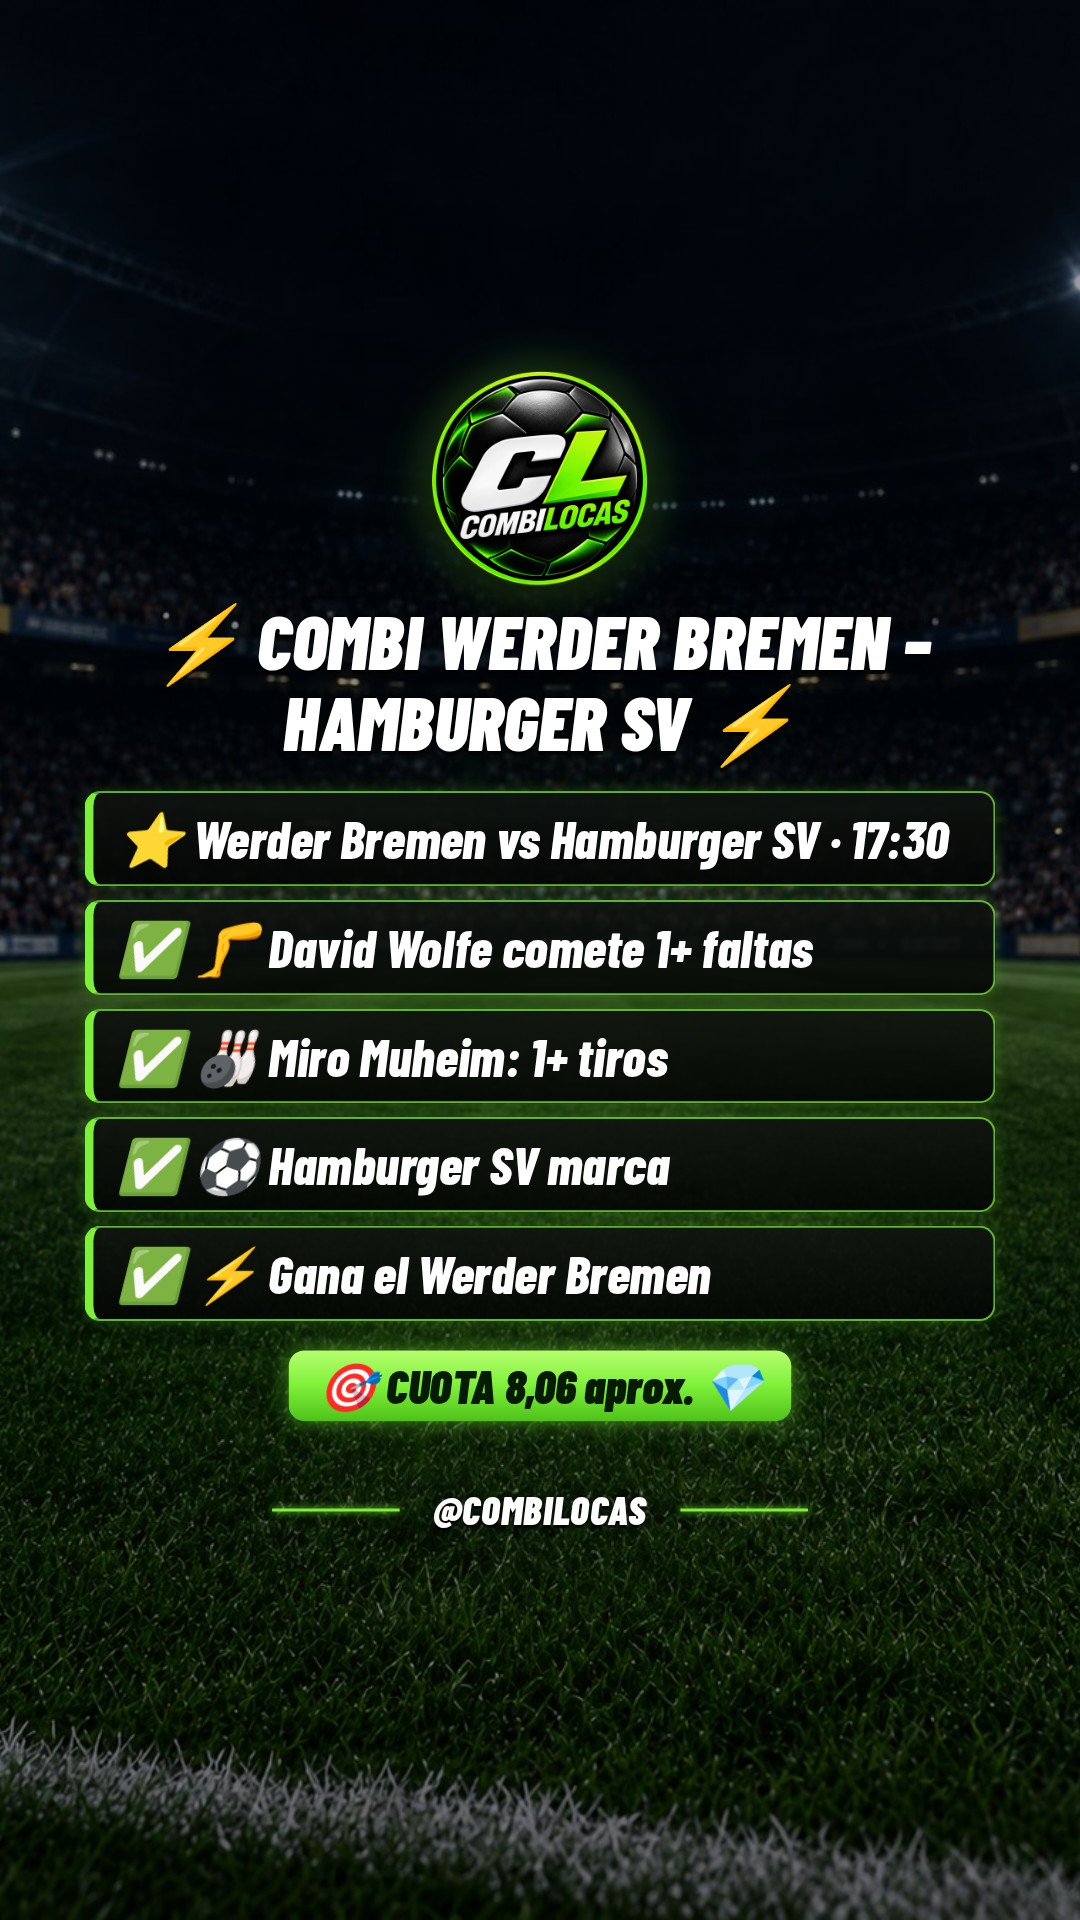 CL
COMBILOCAS
⚡ COMBI WERDER BREMEN -
HAMBURGER SV ⚡
⭐ Werder Bremen vs Hamburger SV · 17:30
✅ 🦵 David Wolfe comete 1+ faltas
✅ 🎳 Miro Muheim: 1+ tiros
✅ ⚽ Hamburger SV marca
✅ ⚡ Gana el Werder Bremen
🎯 CUOTA 8,06 aprox. 💎
@COMBILOCAS